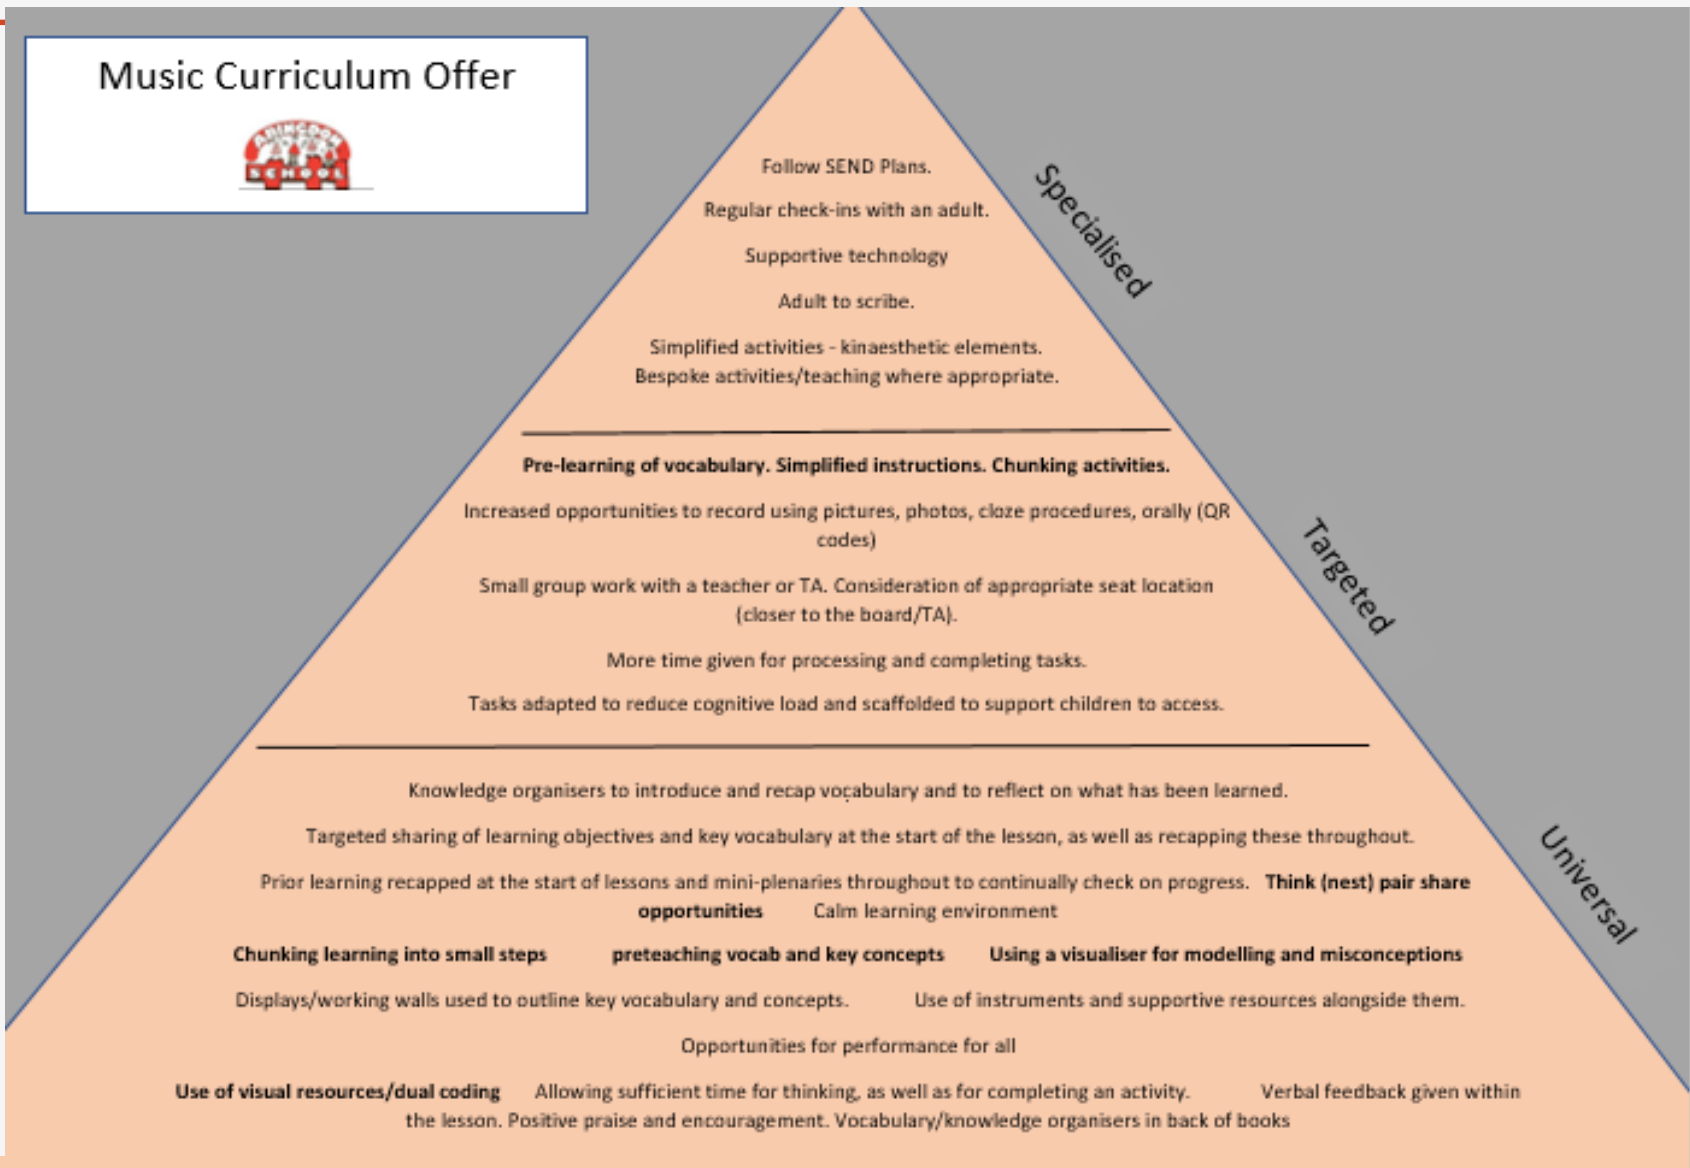 Music Curriculum Offer
ABINGDON
SCHOOL
Follow SEND Plans.
Regular check-ins with an adult.
Supportive technology
Adult to scribe.
Simplified activities - kinaesthetic elements.
Bespoke activities/teaching where appropriate.
Specialised
Pre-learning of vocabulary. Simplified instructions. Chunking activities.
Increased opportunities to record using pictures, photos, cloze procedures, orally (QR
codes)
Small group work with a teacher or TA. Consideration of appropriate seat location
(closer to the board/TA).
More time given for processing and completing tasks.
Tasks adapted to reduce cognitive load and scaffolded to support children to access.
Targeted
Knowledge organisers to introduce and recap vocabulary and to reflect on what has been learned.
Targeted sharing of learning objectives and key vocabulary at the start of the lesson, as well as recapping these throughout.
Prior learning recapped at the start of lessons and mini-plenaries throughout to continually check on progress. Think (nest) pair share
opportunities Calm learning environment
Chunking learning into small steps preteaching vocab and key concepts Using a visualiser for modelling and misconceptions
Displays/working walls used to outline key vocabulary and concepts. Use of instruments and supportive resources alongside them.
Opportunities for performance for all
Use of visual resources/dual coding Allowing sufficient time for thinking, as well as for completing an activity. Verbal feedback given within
the lesson. Positive praise and encouragement. Vocabulary/knowledge organisers in back of books
Universal